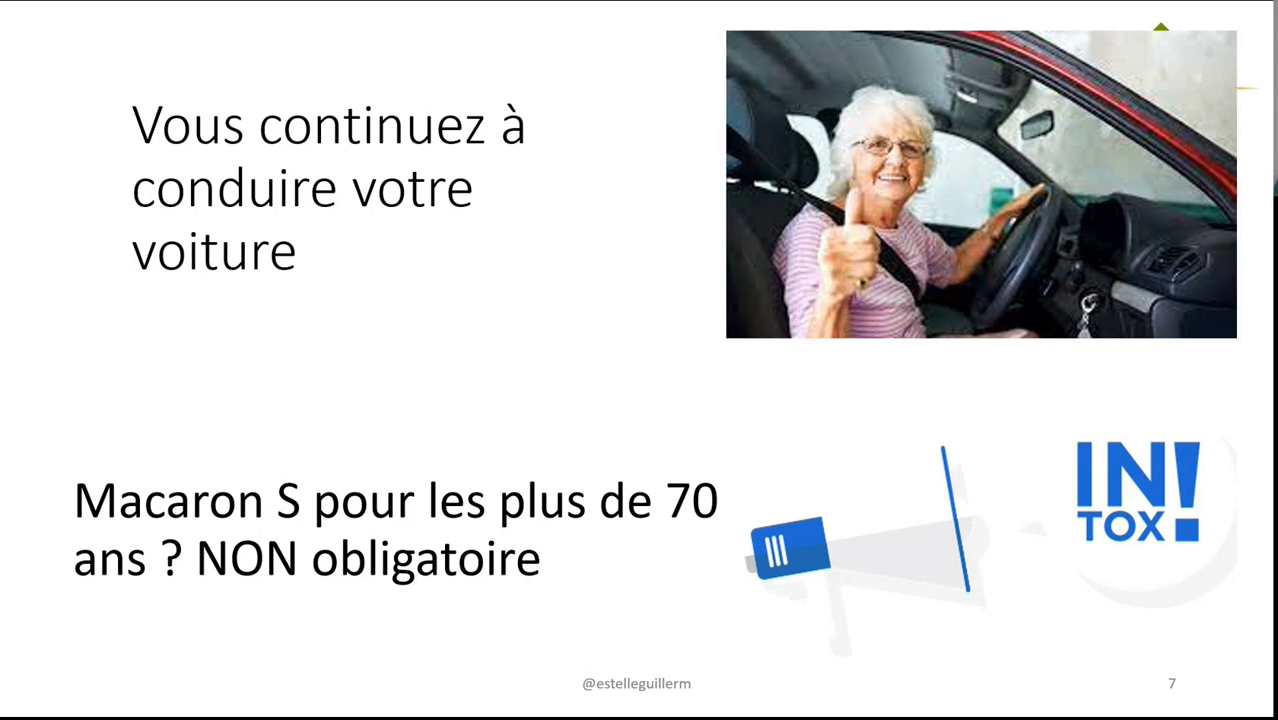 Vous continuez à
conduire votre
voiture
Macaron S pour les plus de 70
ans ? NON obligatoire
IN!
TOX
@estelleguillerm
7